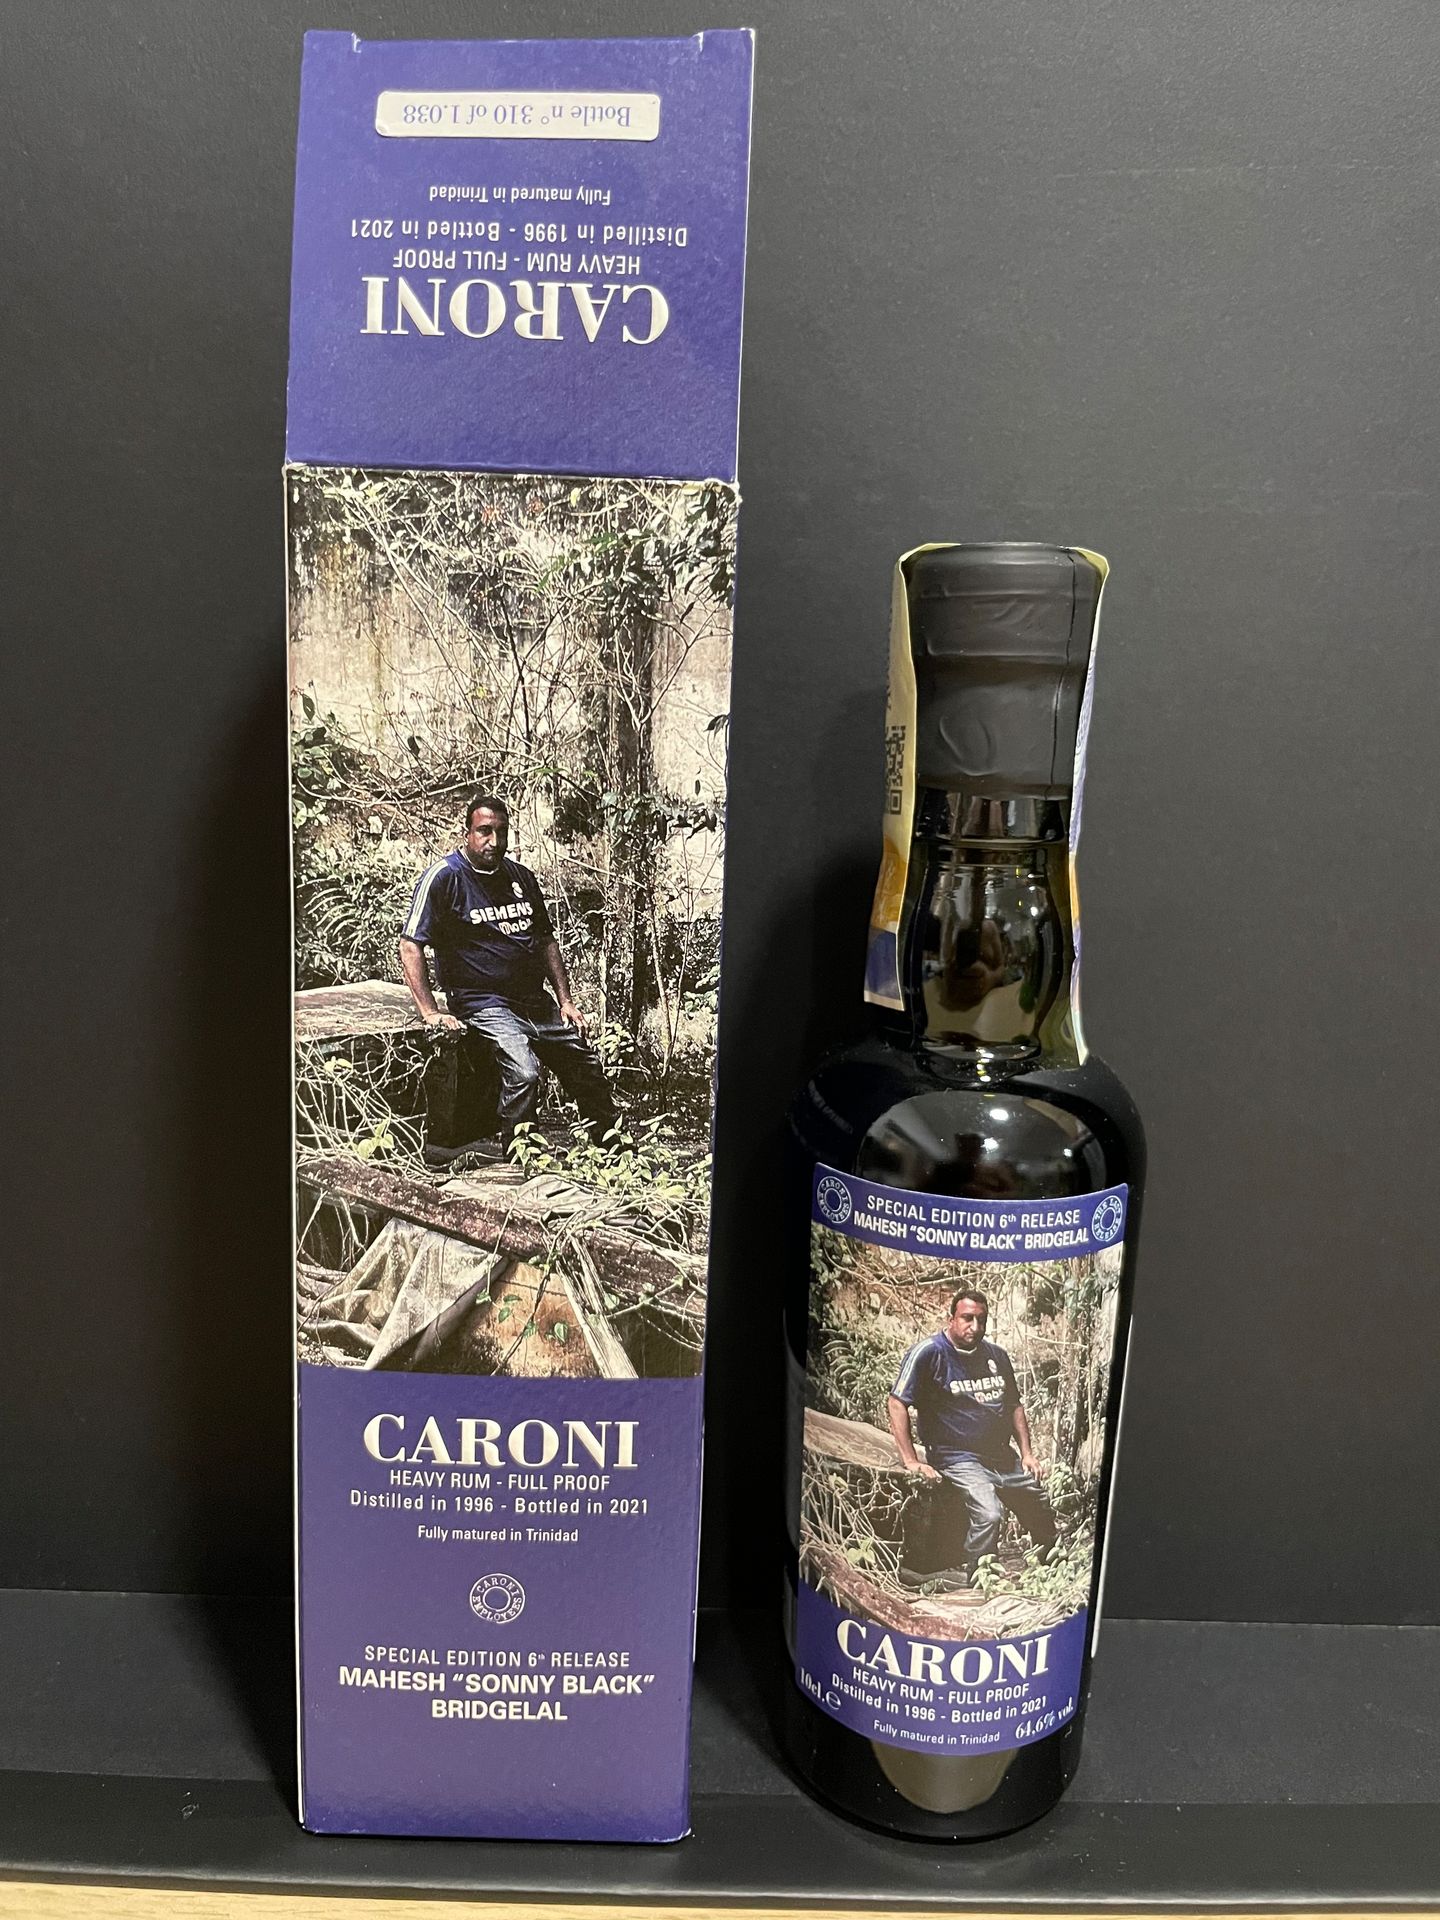 Bottle n° 310 of 1.038
Fully matured in Trinidad
Distilled in 1996 - Bottled in 2021
HEAVY RUM - FULL PROOF
CARONI
SIEMENS
CARONI
HEAVY RUM - FULL PROOF
Distilled in 1996 - Bottled in 2021
Fully matured in Trinidad
CARONI
EMPLOYEES
SPECIAL EDITION 6th RELEASE
MAHESH “SONNY BLACK”
BRIDGELAL
CARONI
EMPLOYEES
SPECIAL EDITION 6th RELEASE
MAHESH “SONNY BLACK” BRIDGELAL
SIEMENS
CARONI
HEAVY RUM - FULL PROOF
Distilled in 1996 - Bottled in 2021
10cl.e
Fully matured in Trinidad
64,6% vol.